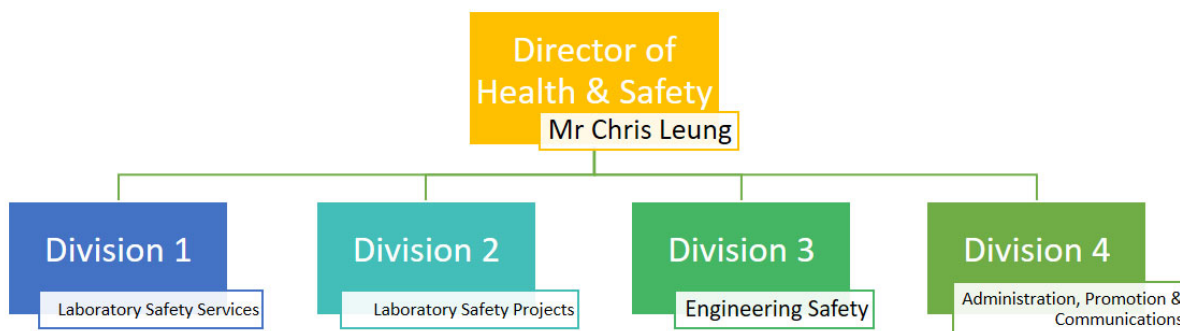 Director of
Health & Safety
Mr Chris Leung
Division 1
Laboratory Safety Services
Division 2
Laboratory Safety Projects
Division 3
Engineering Safety
Division 4
Administration, Promotion &
Communications